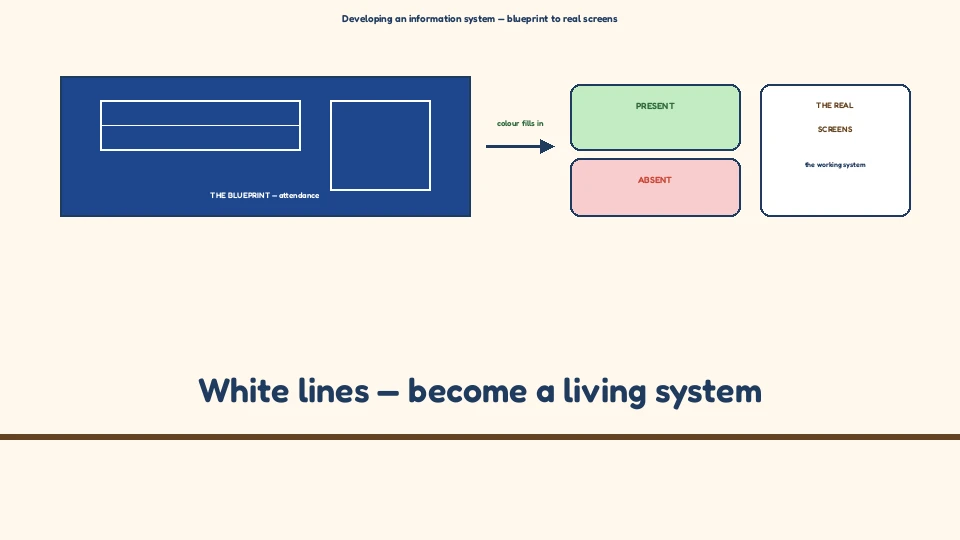 Developing an information system — blueprint to real screens
THE BLUEPRINT — attendance
colour fills in
PRESENT
ABSENT
THE REAL
SCREENS
the working system
White lines — become a living system